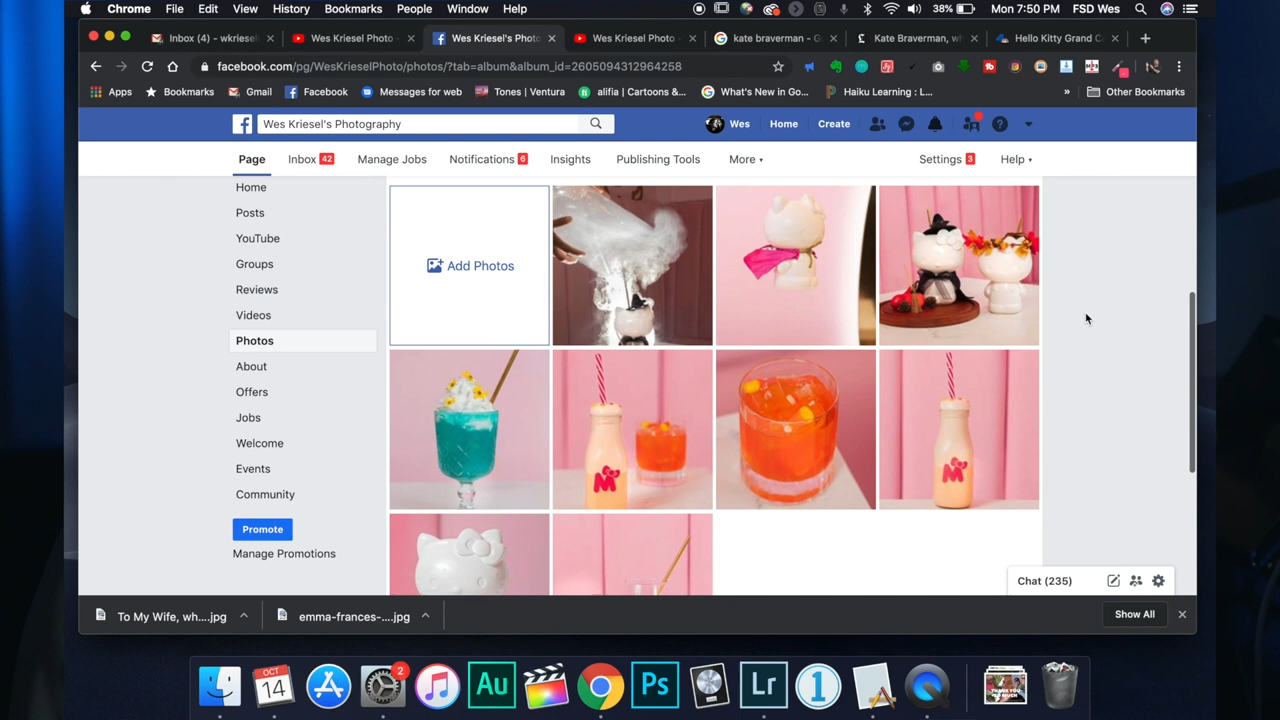 Chrome File Edit View History Bookmarks People Window Help 38% Mon 7:50 PM FSD Wes
Inbox (4) - wkriese Wes Kriesel Photo - Wes Kriesel's Photo Wes Kriesel Photo - kate braverman - G Kate Braverman, w Hello Kitty Grand C
facebook.com/pg/WesKrieselPhoto/photos/?tab=album&album_id=2605094312964258
Apps Bookmarks Gmail Facebook Messages for web Tones | Ventura alifia | Cartoons &... What's New in Go... Haiku Learning : L... » Other Bookmarks
Wes Kriesel's Photography Wes Home Create
Page Inbox 42 Manage Jobs Notifications 6 Insights Publishing Tools More Settings 3 Help
Home
Posts
YouTube
Groups
Reviews
Videos
Photos
About
Offers
Jobs
Welcome
Events
Community
Promote
Manage Promotions
Add Photos
M
M
Chat (235)
To My Wife, wh....jpg emma-frances-...jpg Show All
OCT
14
2
Au
Ps
Lr
1
THANK YOU
SO MUCH